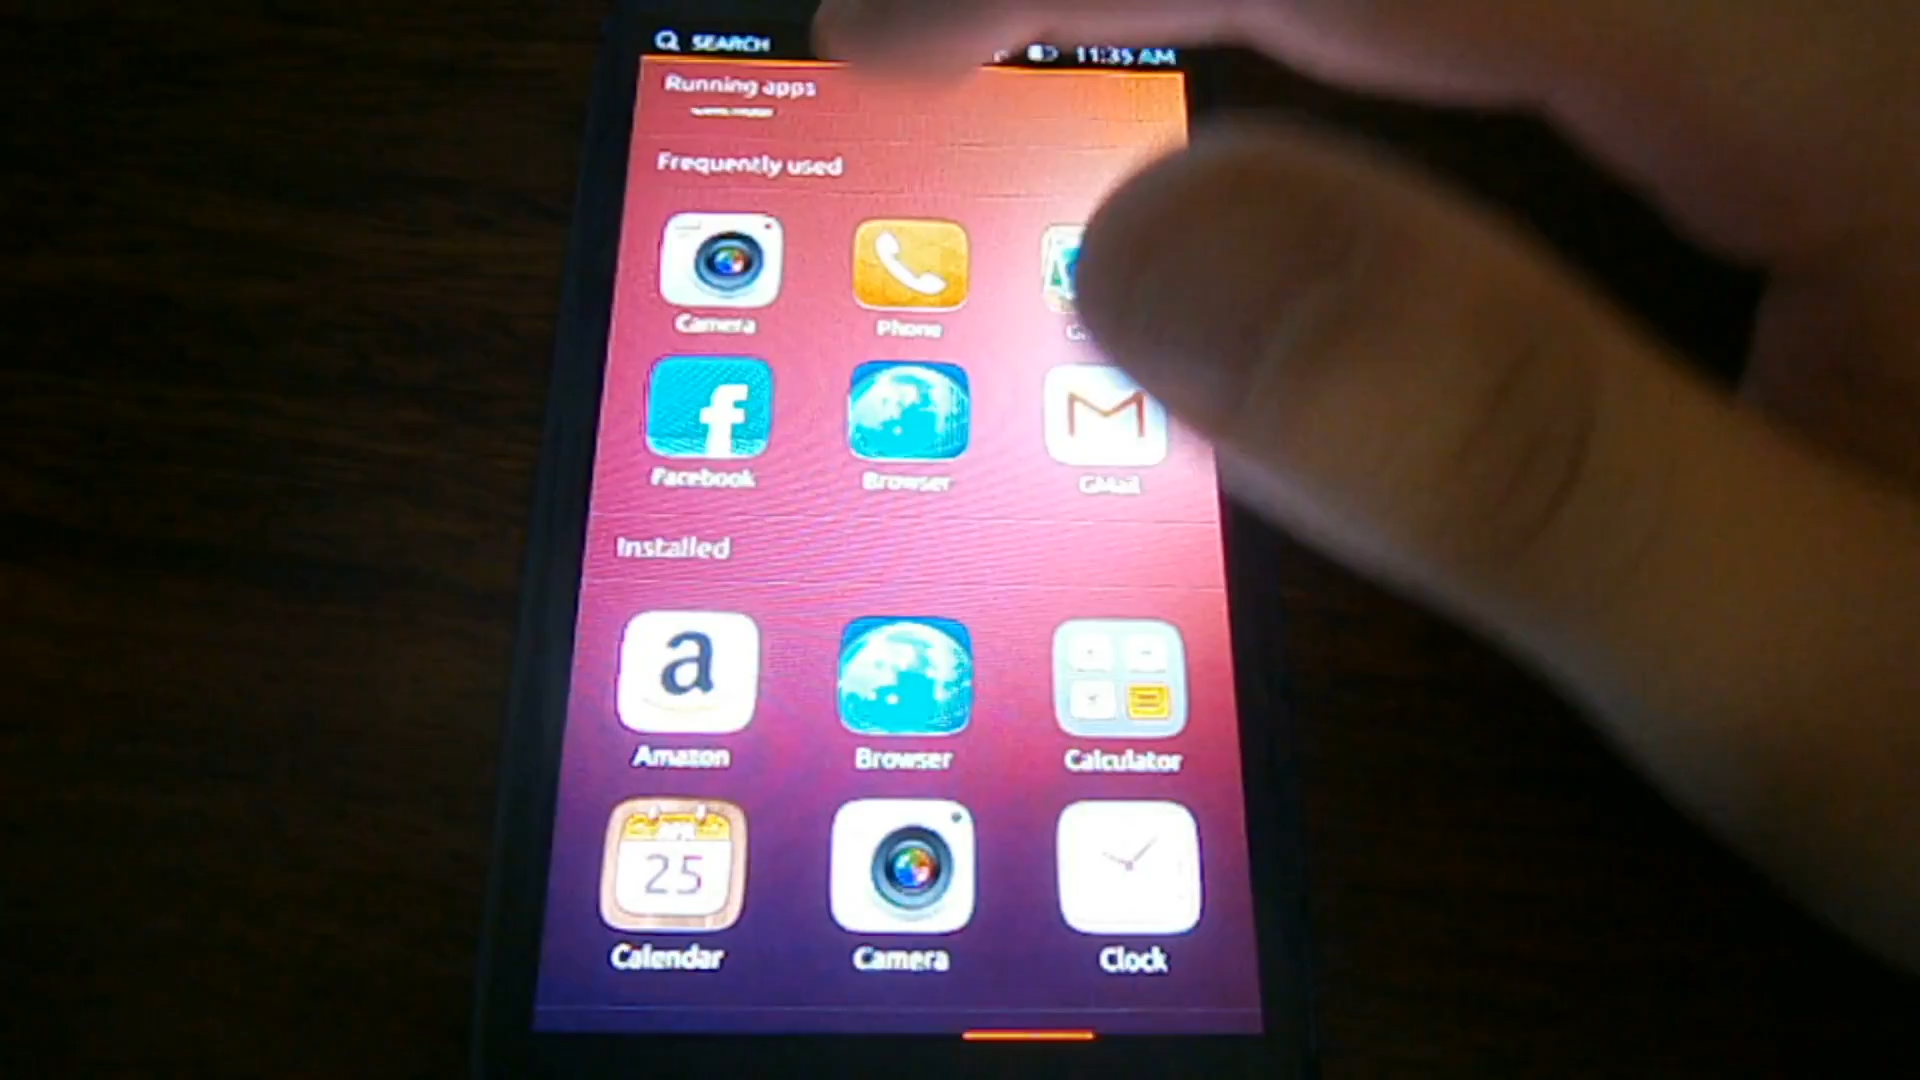 SEARCH
11:35 AM
Running apps
Frequently used
Camera
Phone
Facebook
Browser
GMail
Installed
a
Amazon
Browser
Calculator
25
Calendar
Camera
Clock